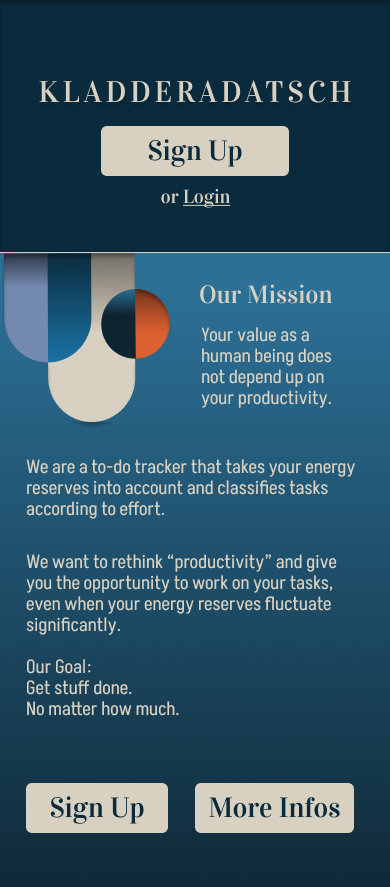 KLADDERADATSCH
Sign Up
or Login
Our Mission
Your value as a
human being does
not depend up on
your productivity.
We are a to-do tracker that takes your energy
reserves into account and classifies tasks
according to effort.
We want to rethink “productivity” and give
you the opportunity to work on your tasks,
even when your energy reserves fluctuate
significantly.
Our Goal:
Get stuff done.
No matter how much.
Sign Up
More Infos